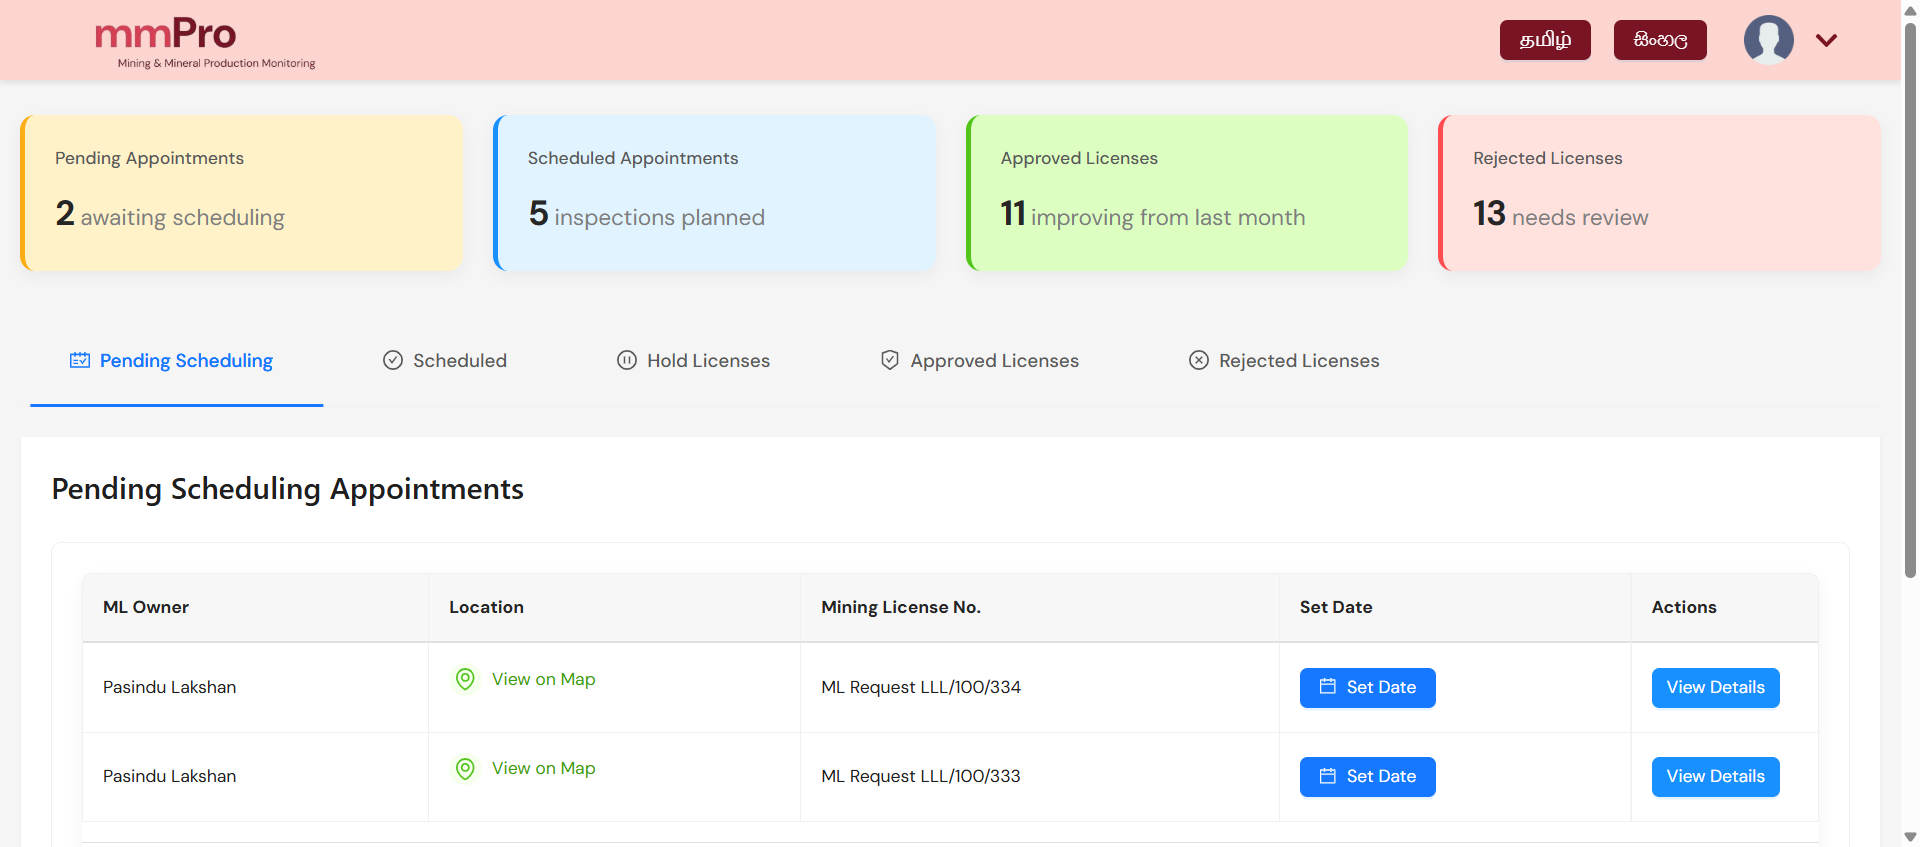 mmPro
Mining & Mineral Production Monitoring
தமிழ்
සිංහල
Pending Appointments
2 awaiting scheduling
Scheduled Appointments
5 inspections planned
Approved Licenses
11 improving from last month
Rejected Licenses
13 needs review
Pending Scheduling
Scheduled
Hold Licenses
Approved Licenses
Rejected Licenses
Pending Scheduling Appointments
ML Owner Location Mining License No. Set Date Actions
Pasindu Lakshan View on Map ML Request LLL/100/334 Set Date View Details
Pasindu Lakshan View on Map ML Request LLL/100/333 Set Date View Details